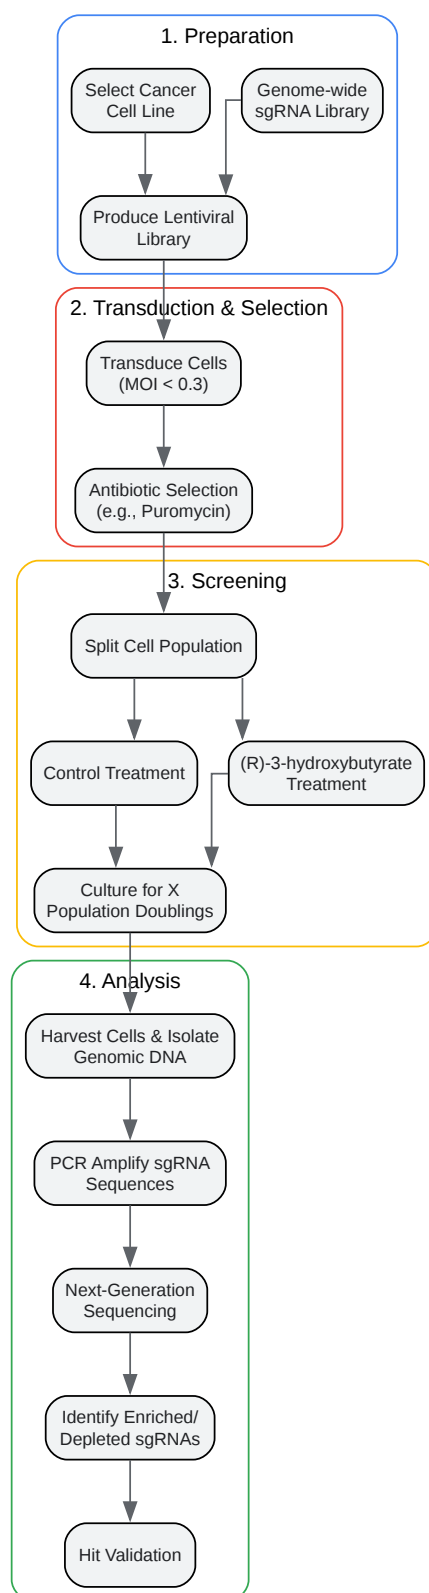 1. Preparation
Select Cancer
Cell Line
Genome-wide
sgRNA Library
Produce Lentiviral
Library
2. Transduction & Selection
Transduce Cells
(MOI < 0.3)
Antibiotic Selection
(e.g., Puromycin)
3. Screening
Split Cell Population
Control Treatment
(R)-3-hydroxybutyrate
Treatment
Culture for X
Population Doublings
4. Analysis
Harvest Cells & Isolate
Genomic DNA
PCR Amplify sgRNA
Sequences
Next-Generation
Sequencing
Identify Enriched/
Depleted sgRNAs
Hit Validation